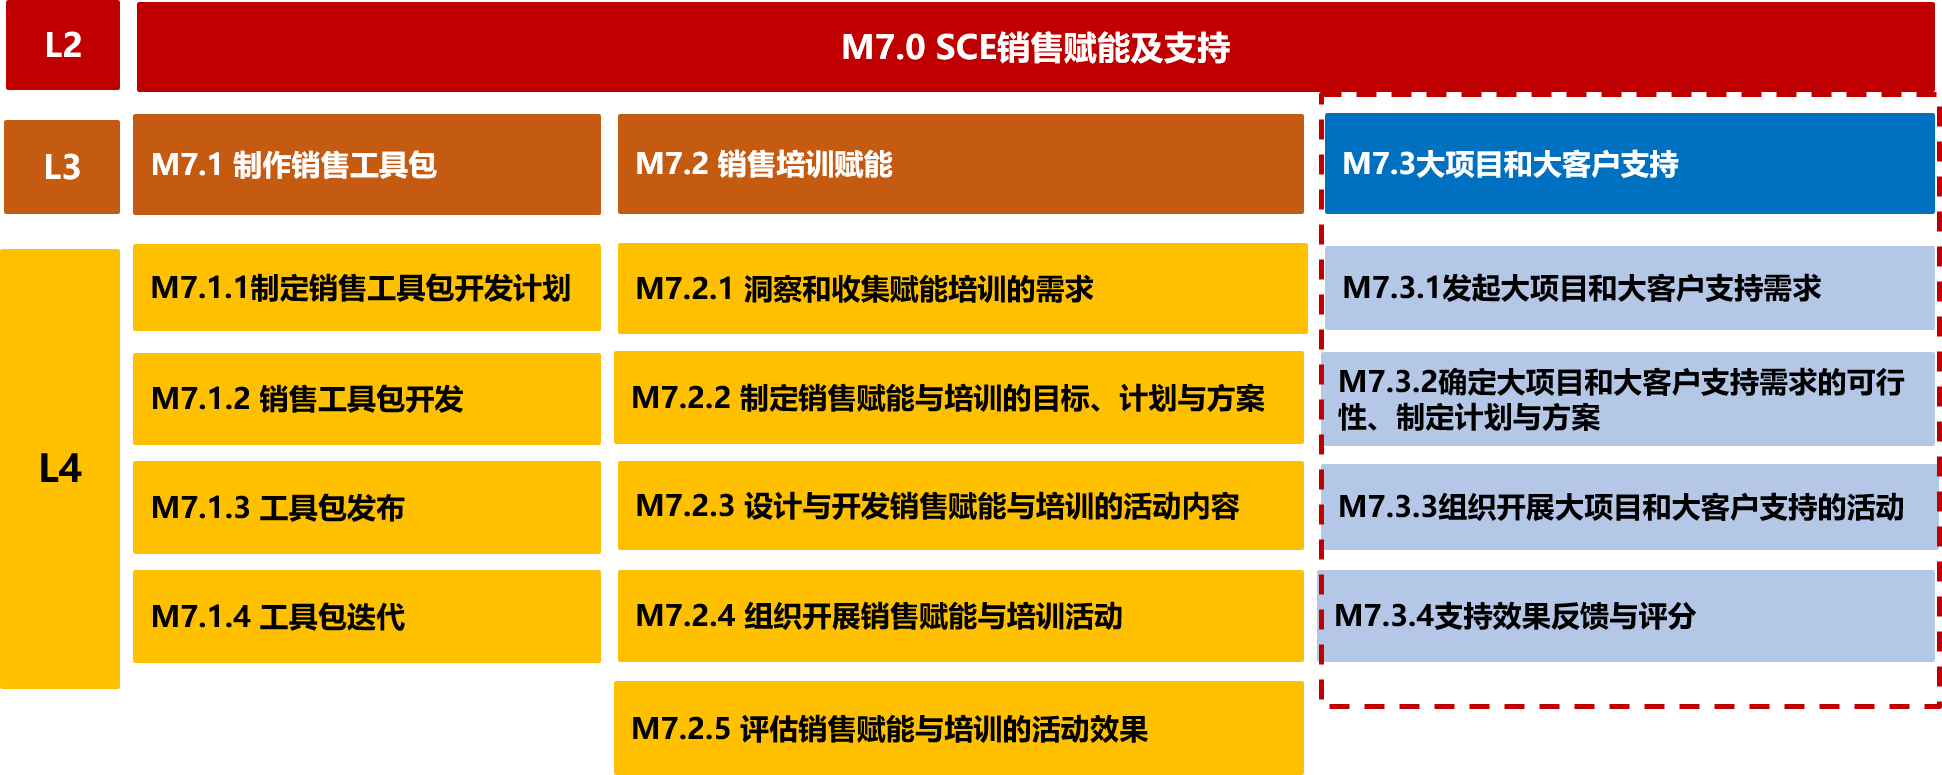 L2
M7.0 SCE销售赋能及支持
L3
M7.1 制作销售工具包
M7.2 销售培训赋能
M7.3大项目和大客户支持
L4
M7.1.1制定销售工具包开发计划
M7.2.1 洞察和收集赋能培训的需求
M7.3.1发起大项目和大客户支持需求
M7.1.2 销售工具包开发
M7.2.2 制定销售赋能与培训的目标、计划与方案
M7.3.2确定大项目和大客户支持需求的可行
性、制定计划与方案
M7.1.3 工具包发布
M7.2.3 设计与开发销售赋能与培训的活动内容
M7.3.3组织开展大项目和大客户支持的活动
M7.1.4 工具包迭代
M7.2.4 组织开展销售赋能与培训活动
M7.3.4支持效果反馈与评分
M7.2.5 评估销售赋能与培训的活动效果